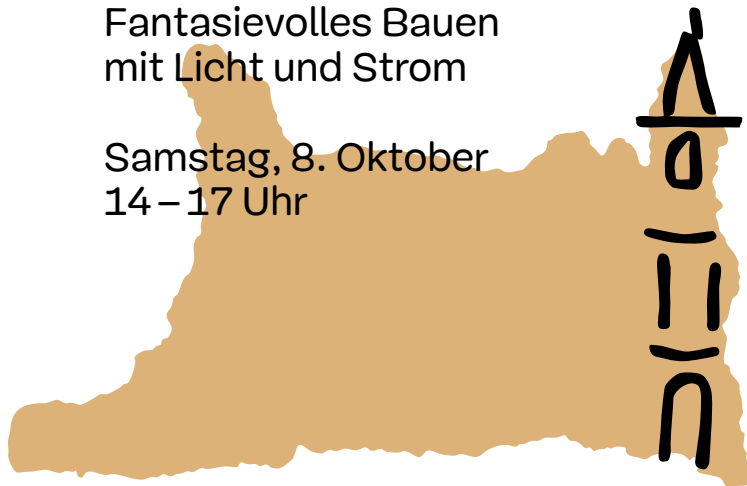 Fantasievolles Bauen
mit Licht und Strom
Samstag, 8. Oktober
14 – 17 Uhr